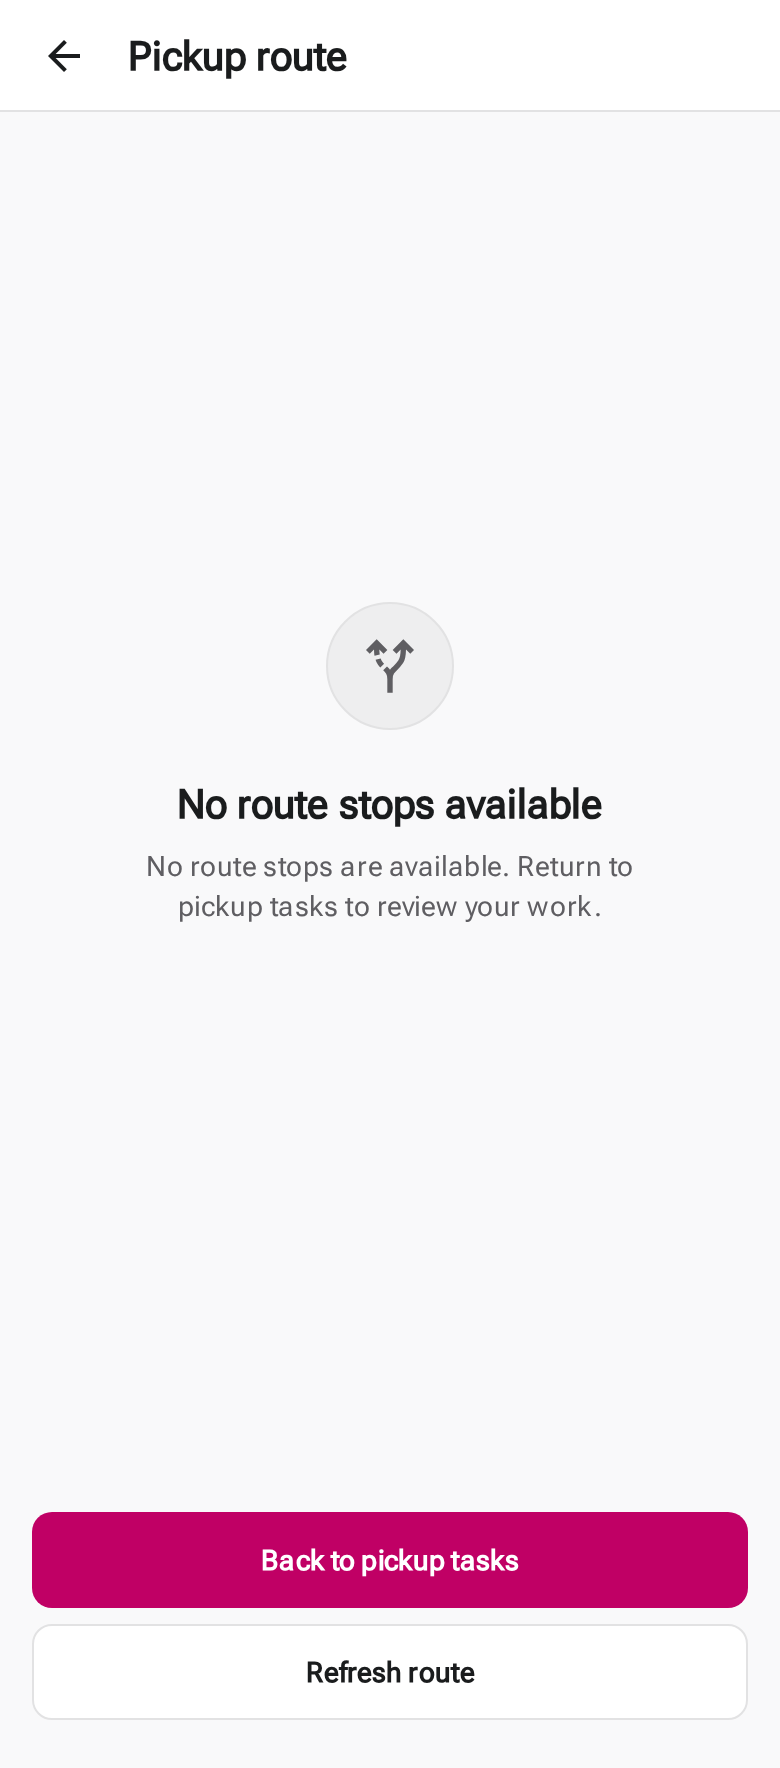 Pickup route
No route stops available
No route stops are available. Return to
pickup tasks to review your work.
Back to pickup tasks
Refresh route